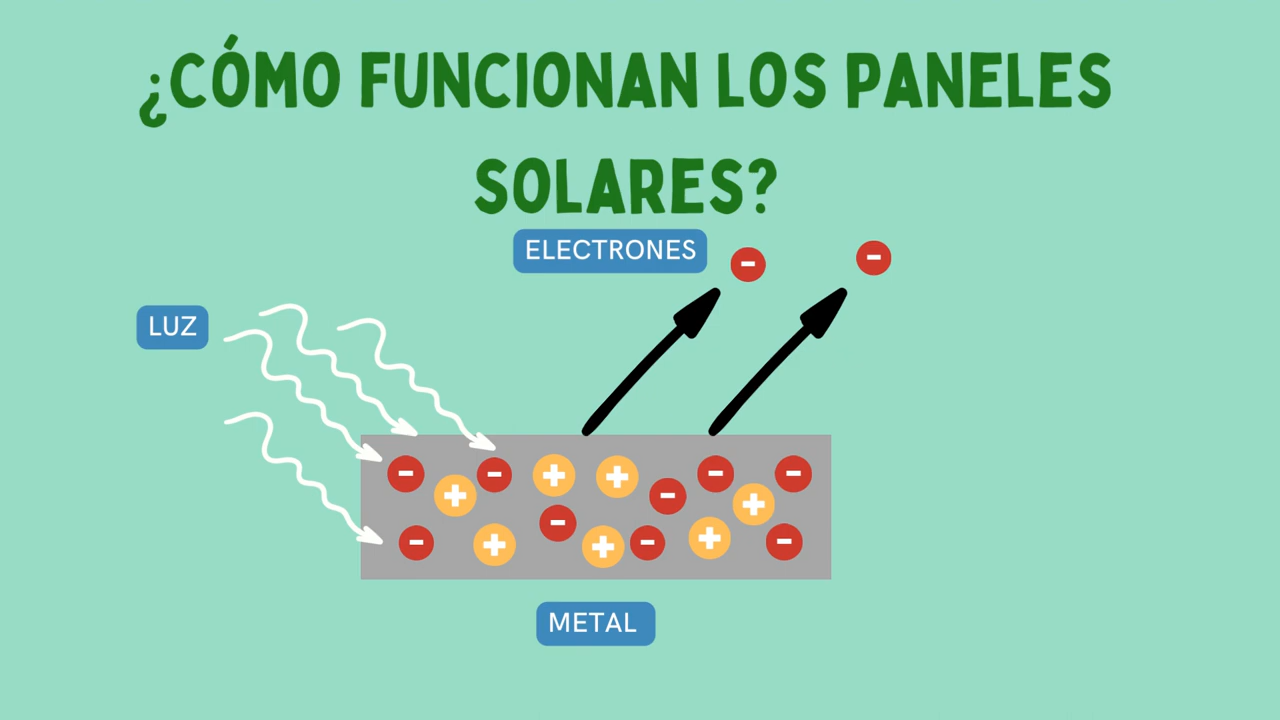 ¿CÓMO FUNCIONAN LOS PANELES
SOLARES?
ELECTRONES
LUZ
METAL